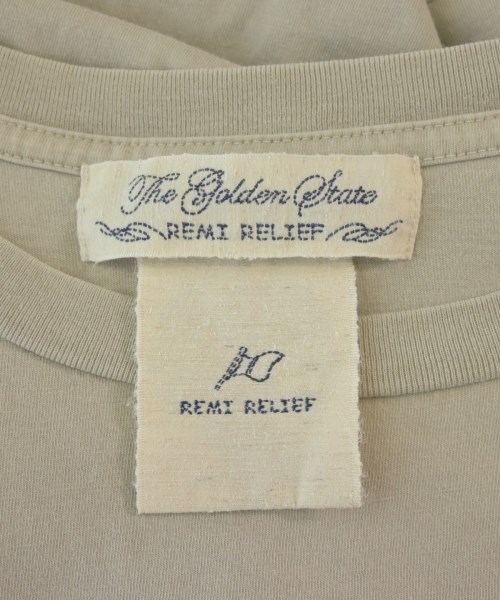 The Golden State
REMI RELIEF
REMI RELIEF